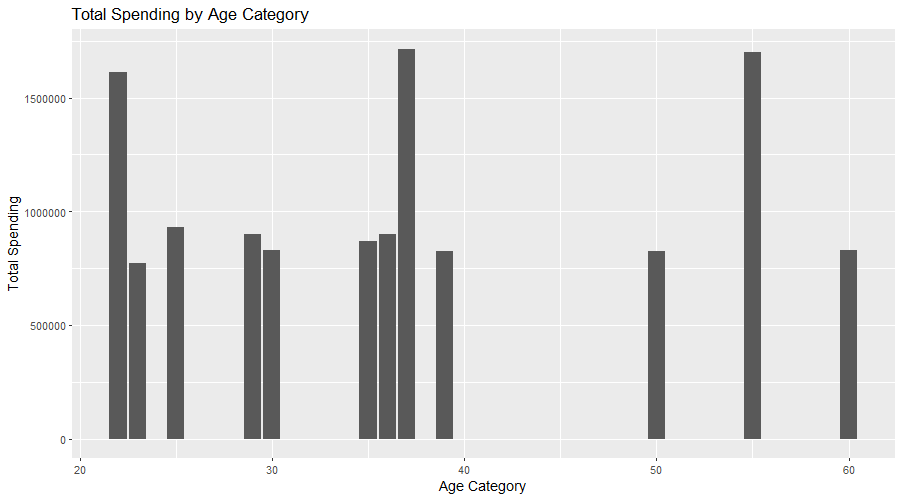 Total Spending by Age Category
Total Spending
1500000
1000000
500000
0
20 30 40 50 60
Age Category